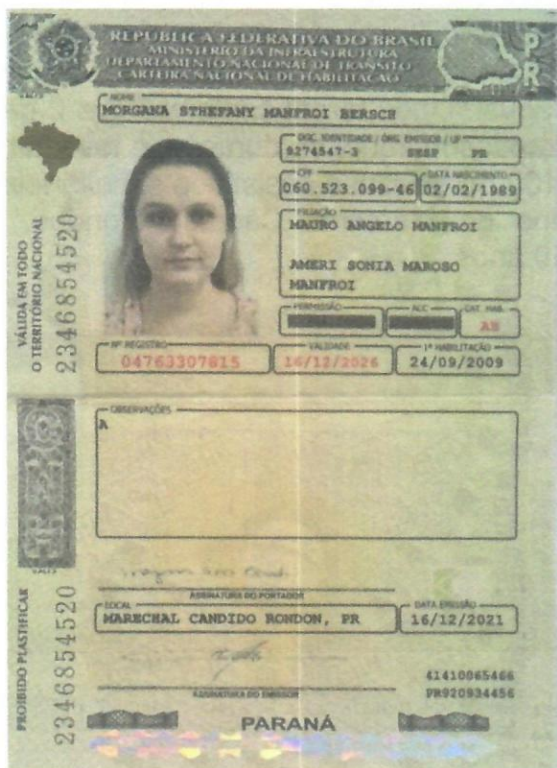 REPÚBLICA FEDERATIVA DO BRASIL
MINISTÉRIO DA INFRAESTRUTURA
DEPARTAMENTO NACIONAL DE TRÂNSITO
CARTEIRA NACIONAL DE HABILITAÇÃO
PR
NOME
MORGANA STHEFANY MANFROI BERSCH
DOC. IDENTIDADE / ÓRG. EMISSOR / UF
9274547-3 SESP PR
CPF DATA NASCIMENTO
060.523.099-46 02/02/1989
FILIAÇÃO
MAURO ANGELO MANFROI
AMERI SONIA MAROSO
MANFROI
PERMISSÃO ACC CAT. HAB.
AB
Nº REGISTRO VALIDADE 1ª HABILITAÇÃO
04763307815 16/12/2026 24/09/2009
VÁLIDA EM TODO
O TERRITÓRIO NACIONAL
2346854520
OBSERVAÇÕES
A
ASSINATURA DO PORTADOR
LOCAL DATA EMISSÃO
MARECHAL CANDIDO RONDON, PR 16/12/2021
41410065466
PR920934456
ASSINATURA DO EMISSOR
PROIBIDO PLASTIFICAR
2346854520
PARANÁ